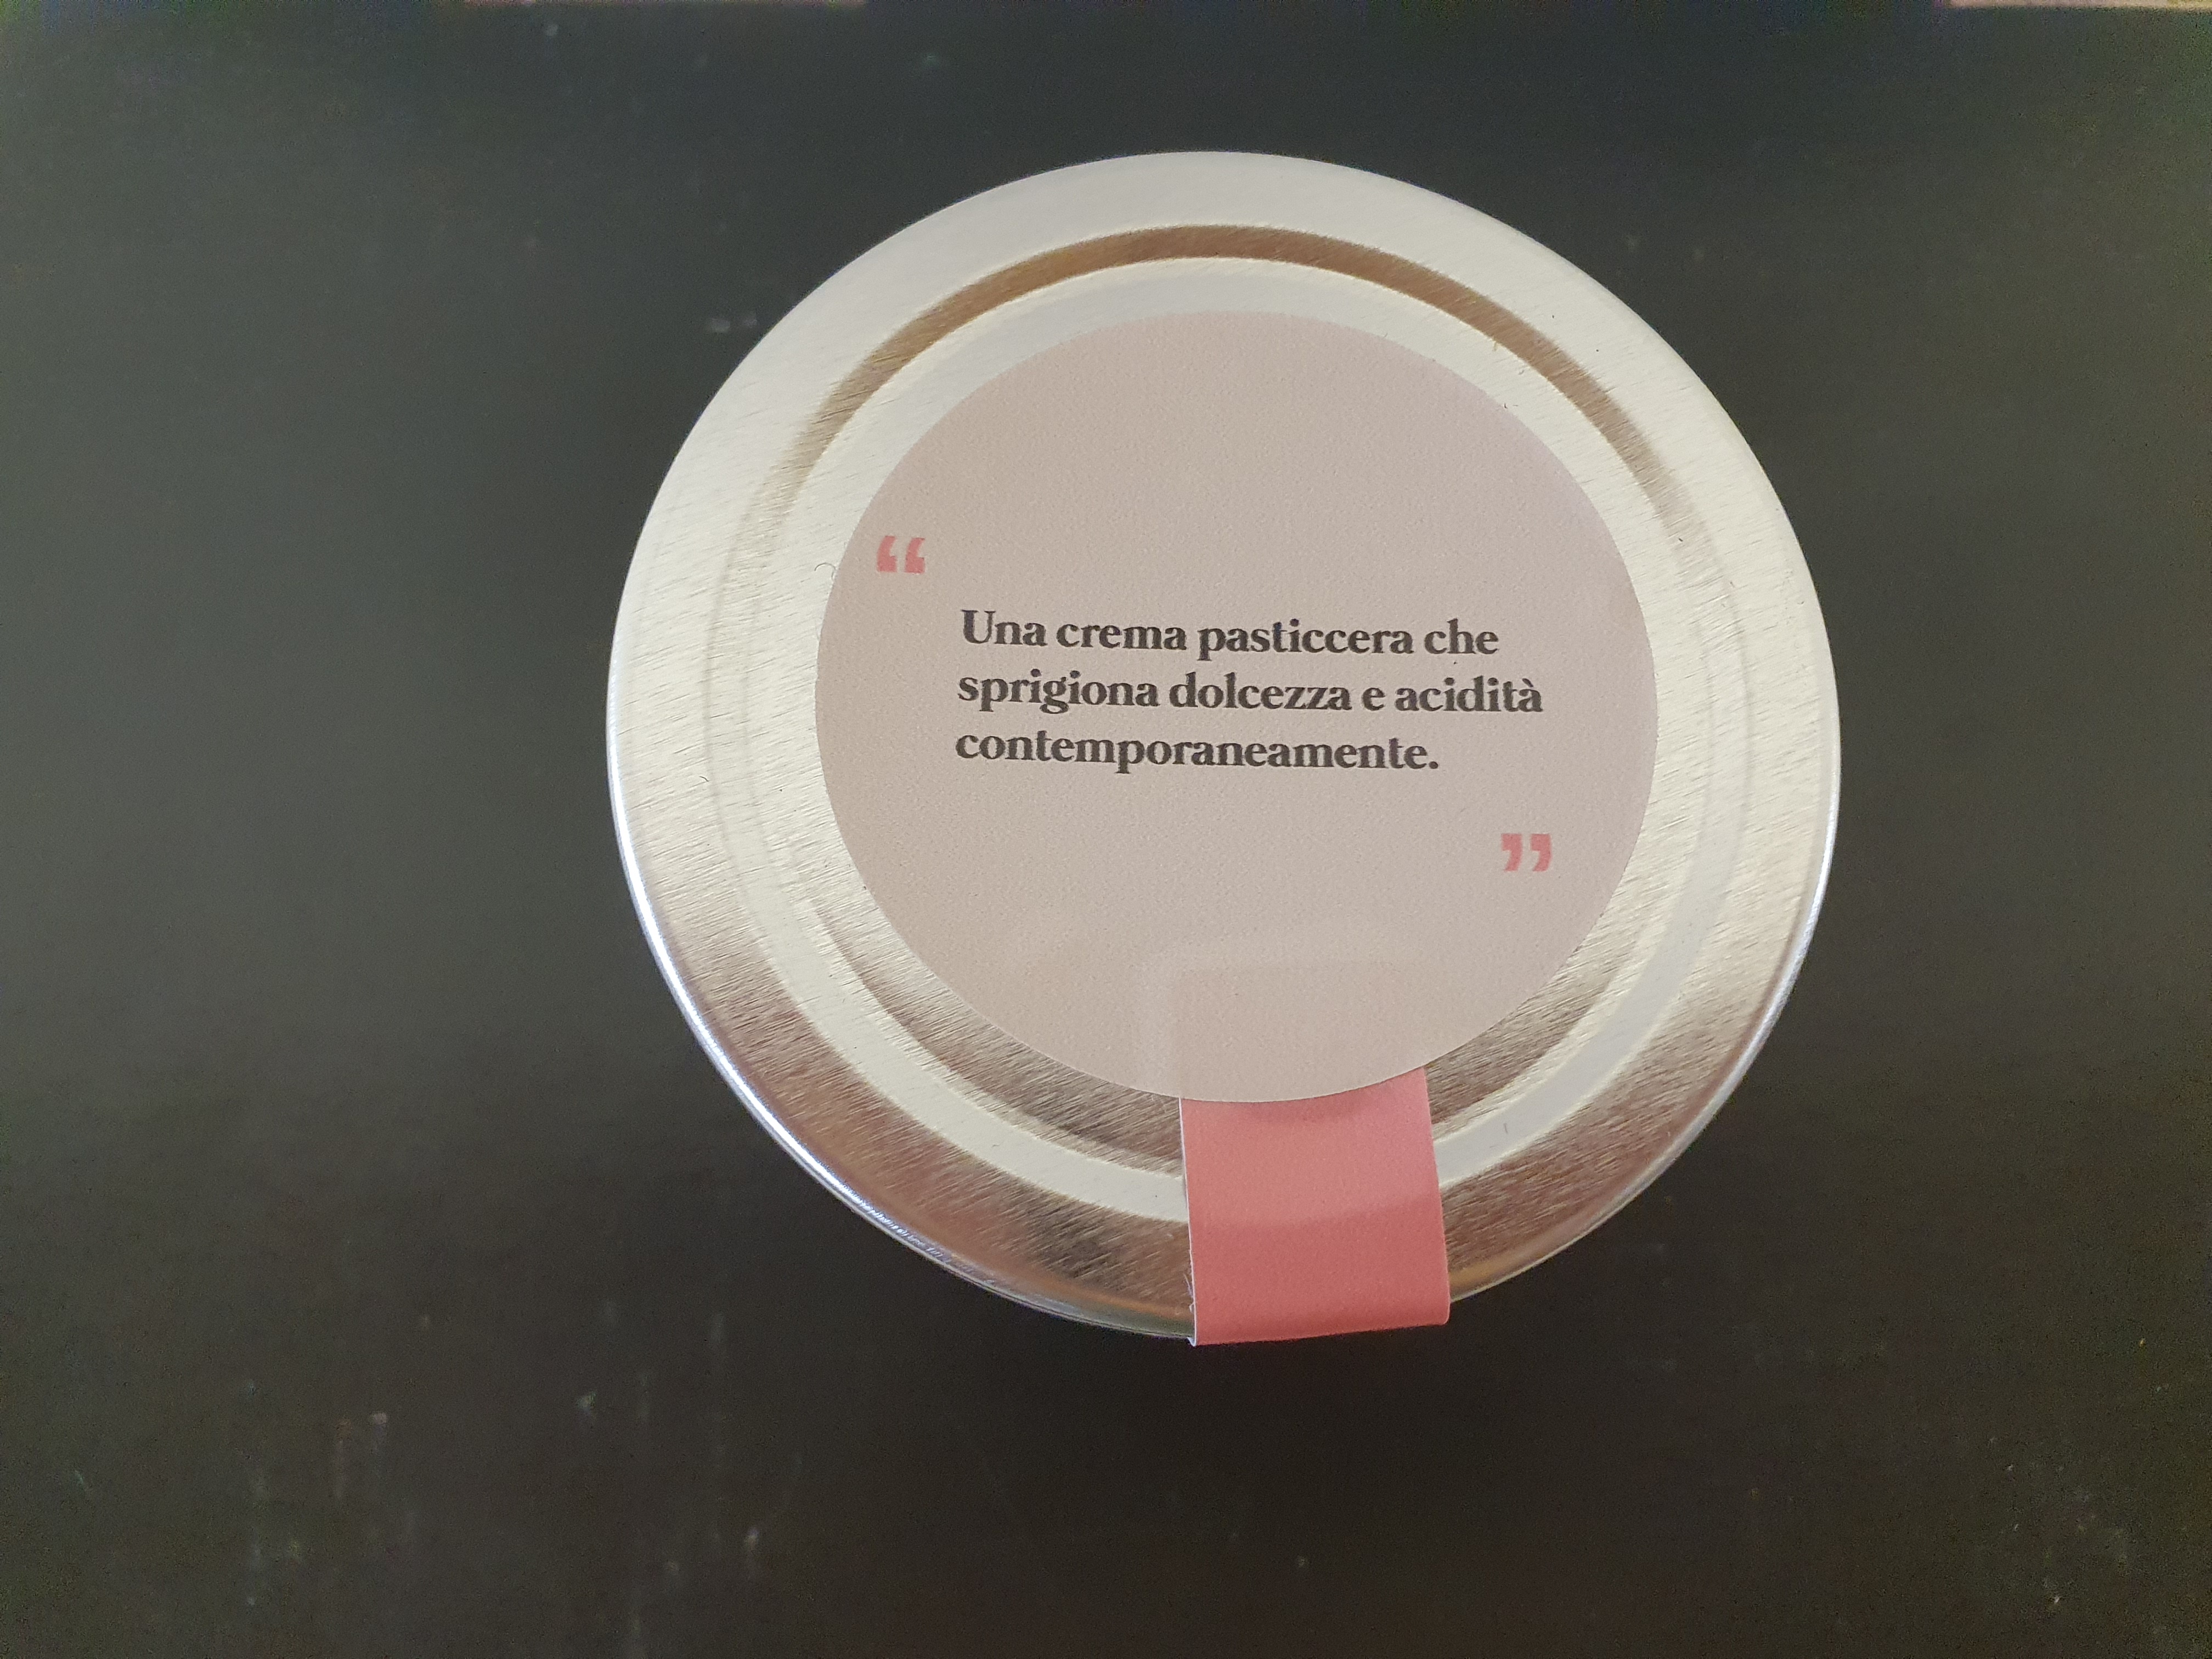 “
Una crema pasticcera che
sprigiona dolcezza e acidità
contemporaneamente.
”